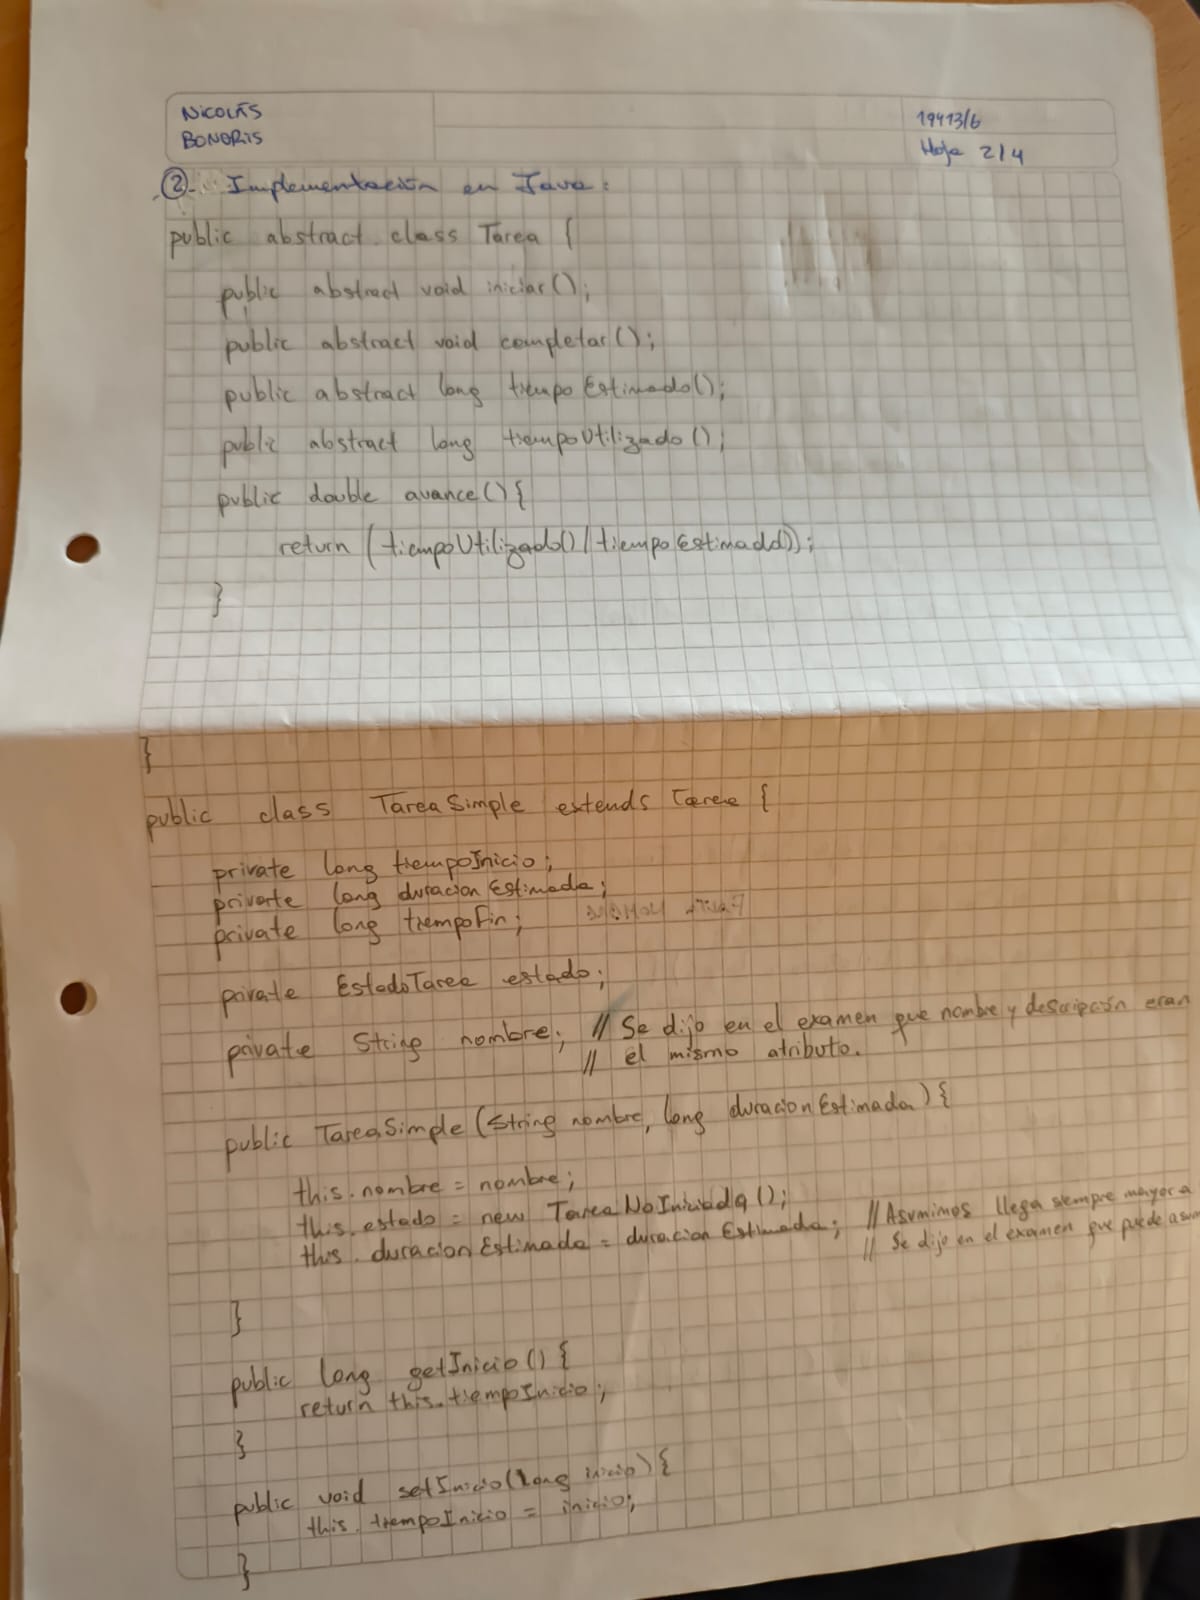 NICOLÁS
BONORIS
19413/6
Hoja 2/4
②. Implementación en Java:
public abstract class Tarea {
public abstract void iniciar();
public abstract void completar();
public abstract long tiempoEstimado();
public abstract long tiempoUtilizado();
public double avance(){
return (tiempoUtilizado()/tiempoEstimado());
}
}
public class TareaSimple extends Tarea {
private long tiempoInicio;
private long duracionEstimada;
private long tiempoFin;
private EstadoTarea estado;
private String nombre; // Se dijo en el examen que nombre y descripción eran
// el mismo atributo.
public TareaSimple (String nombre, long duracionEstimada) {
this.nombre = nombre;
this.estado = new TareaNoIniciada();
this.duracionEstimada = duracionEstimada; // Asumimos llega siempre mayor a
// Se dijo en el examen que puede asum
}
public long getInicio() {
return this.tiempoInicio;
}
public void setInicio(long inicio) {
this.tiempoInicio = inicio;
}